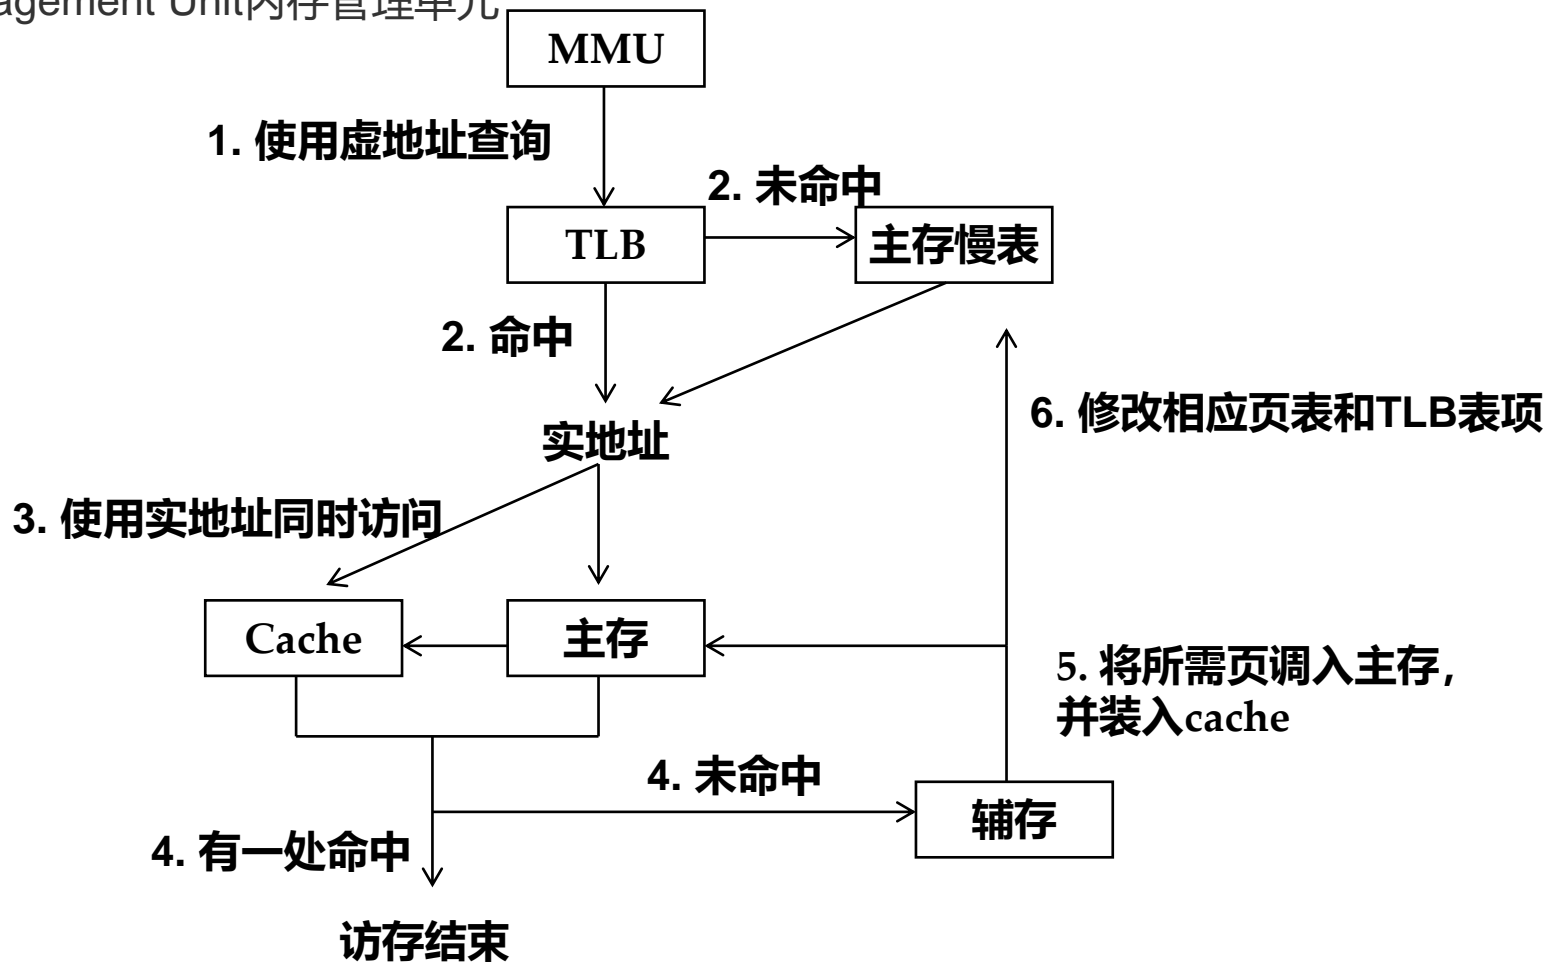 agement Unit内存管理单元
MMU
1. 使用虚地址查询
2. 未命中
TLB
主存慢表
2. 命中
实地址
6. 修改相应页表和TLB表项
3. 使用实地址同时访问
Cache
主存
5. 将所需页调入主存，
并装入cache
4. 未命中
辅存
4. 有一处命中
访存结束